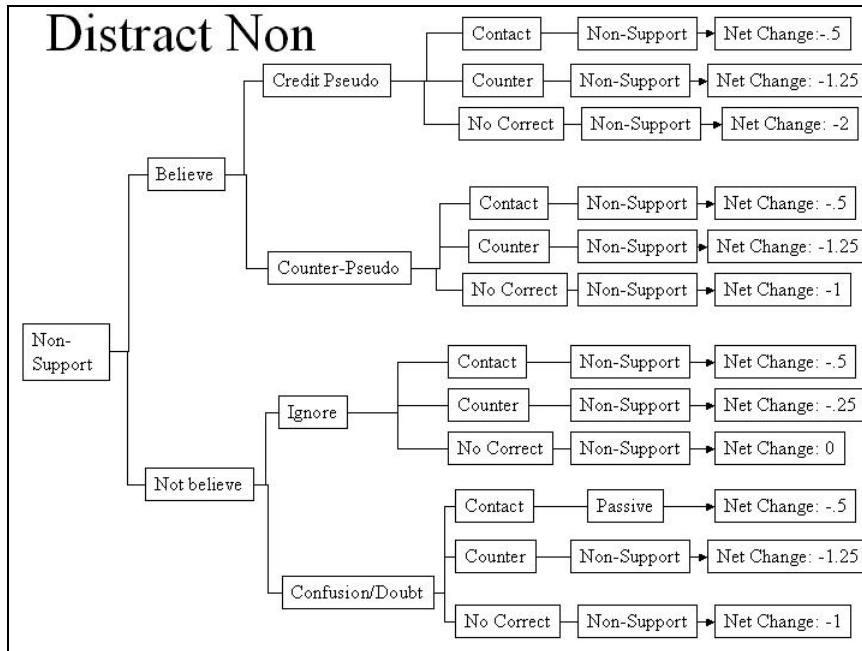 Distract Non
Contact Non-Support Net Change:-.5
Credit Pseudo Counter Non-Support Net Change: -1.25
No Correct Non-Support Net Change: -2
Believe
Contact Non-Support Net Change: -.5
Counter Non-Support Net Change: -1.25
Counter-Pseudo
No Correct Non-Support Net Change: -1
Non-
Support
Contact Non-Support Net Change: -.5
Ignore Counter Non-Support Net Change: -.25
No Correct Non-Support Net Change: 0
Not believe
Contact Passive Net Change: -.5
Counter Non-Support Net Change: -1.25
Confusion/Doubt
No Correct Non-Support Net Change: -1